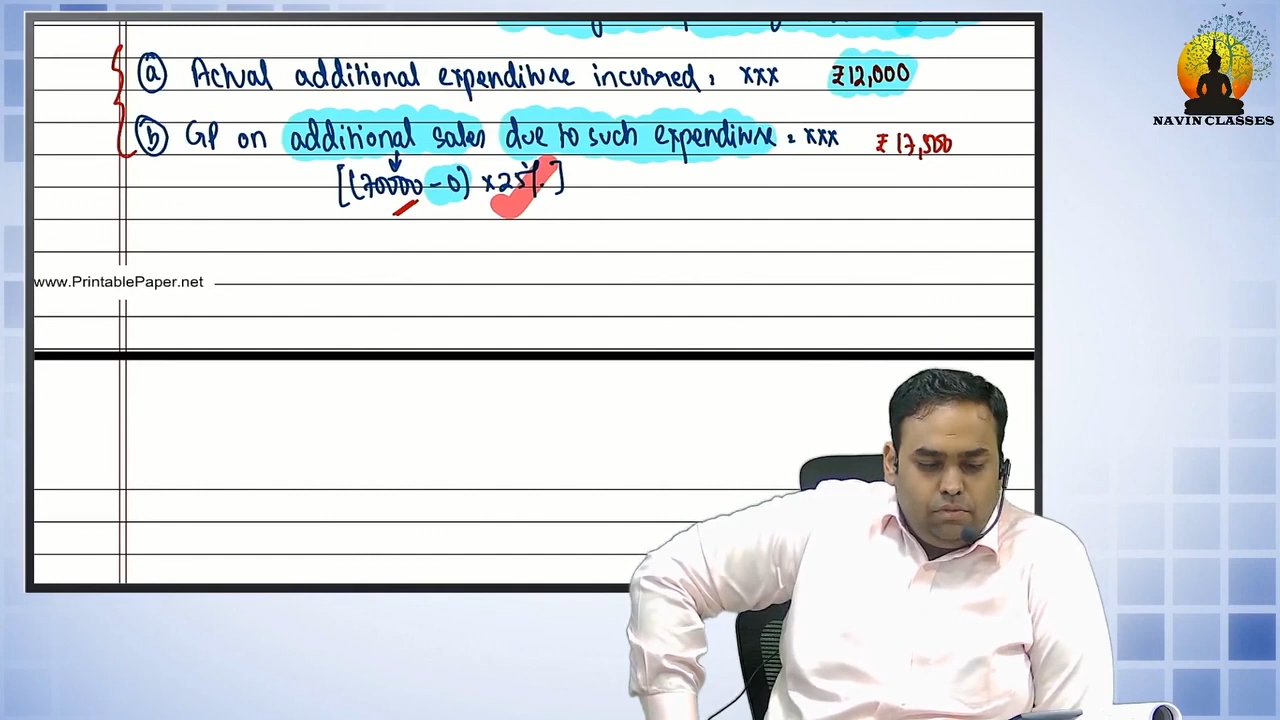 ⓐ Actual additional expenditure incurred : xxx ₹12,000
ⓑ GP on additional sales due to such expenditure : xxx ₹17,500
[(70000 - 0) x 25%]
www.PrintablePaper.net
NAVIN CLASSES